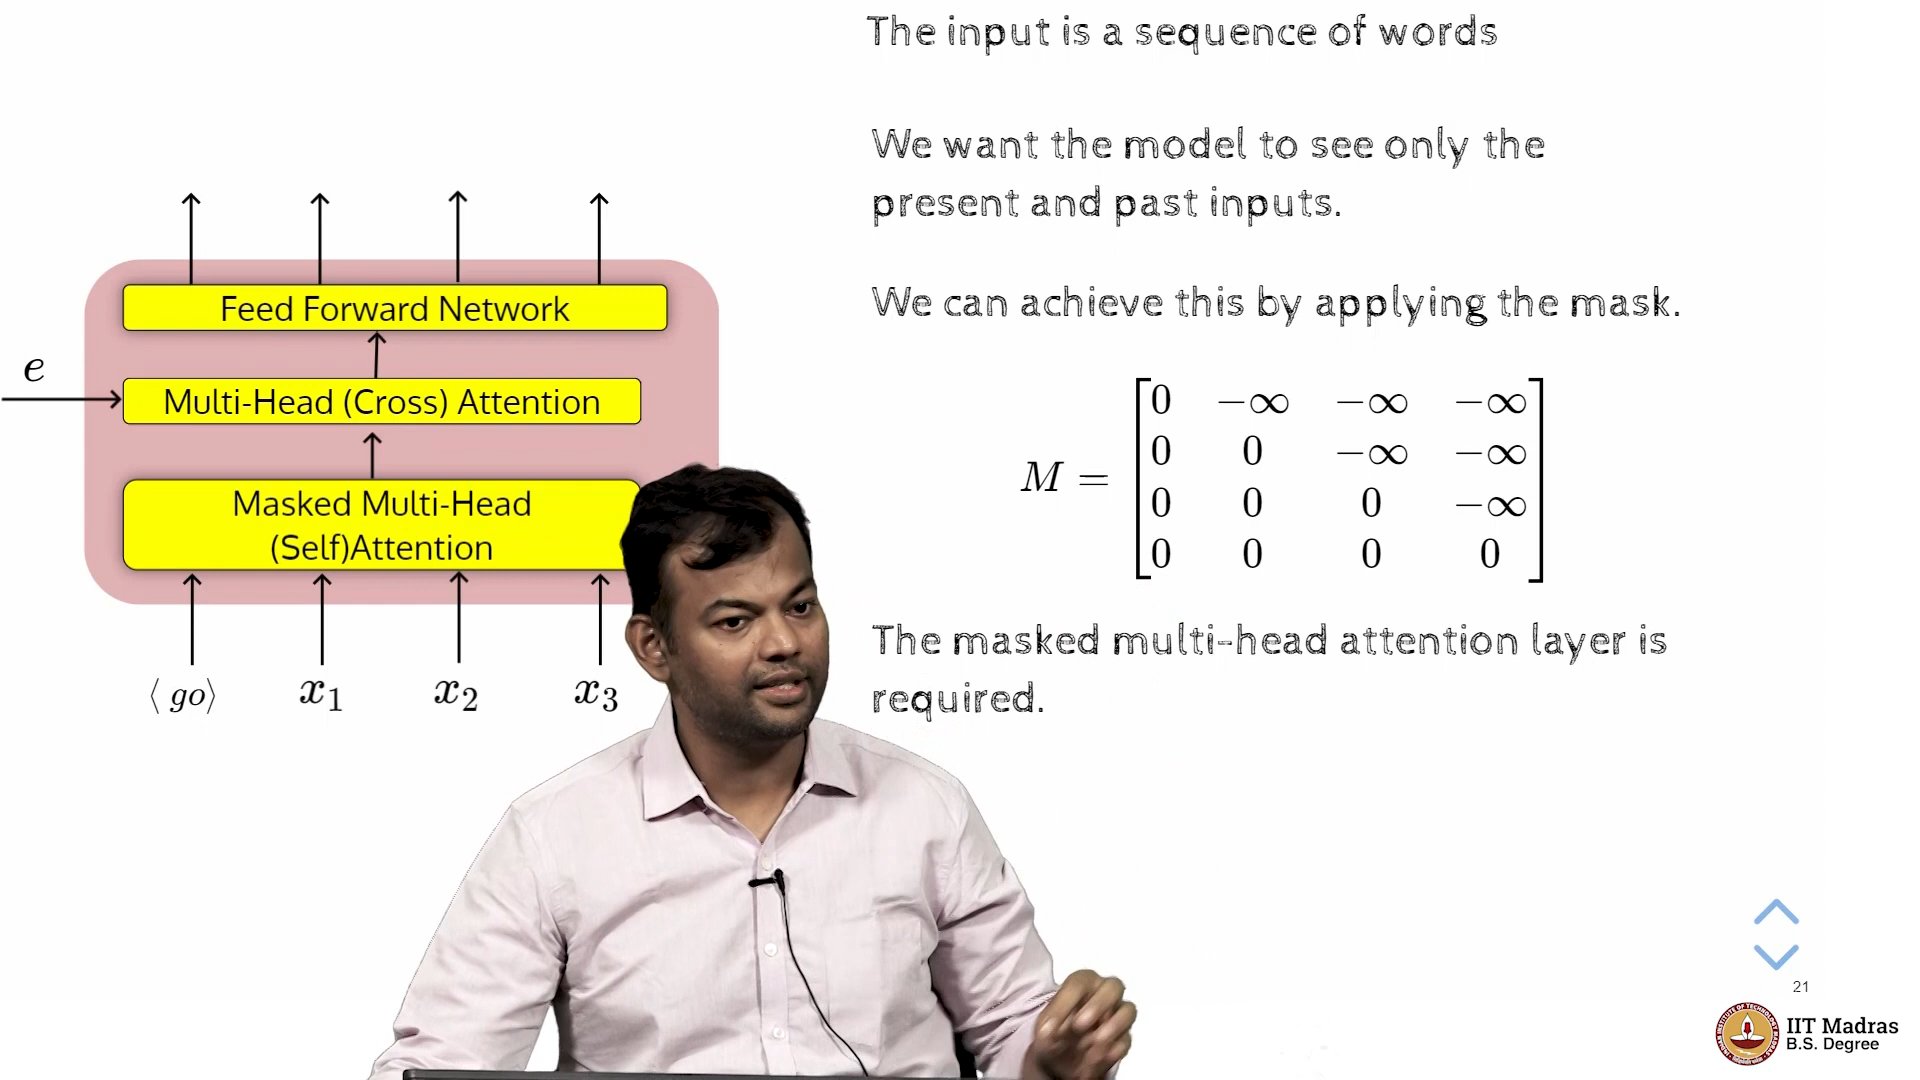 The input is a sequence of words
We want the model to see only the
present and past inputs.
We can achieve this by applying the mask.
M = [0 −∞ −∞ −∞
0 0 −∞ −∞
0 0 0 −∞
0 0 0 0]
The masked multi-head attention layer is
required.
Feed Forward Network
e
Multi-Head (Cross) Attention
Masked Multi-Head
(Self)Attention
⟨ go⟩ x₁ x₂ x₃
21
IIT Madras
B.S. Degree